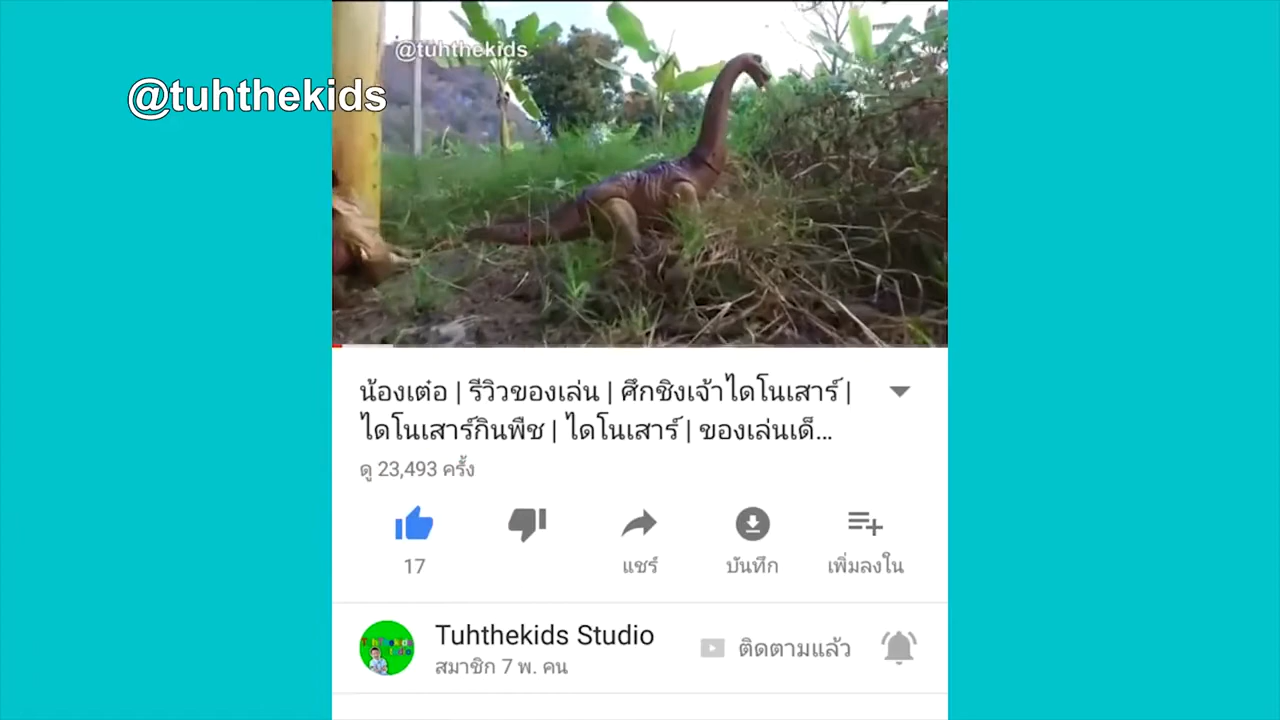 @tuhthekids
@tuhthekids
น้องเต๋อ | รีวิวของเล่น | ศึกชิงเจ้าไดโนเสาร์ |
ไดโนเสาร์กินพืช | ไดโนเสาร์ | ของเล่นเด็...
ดู 23,493 ครั้ง
17
แชร์
บันทึก
เพิ่มลงใน
Tuhthekids Studio
ติดตามแล้ว
สมาชิก 7 พ. คน